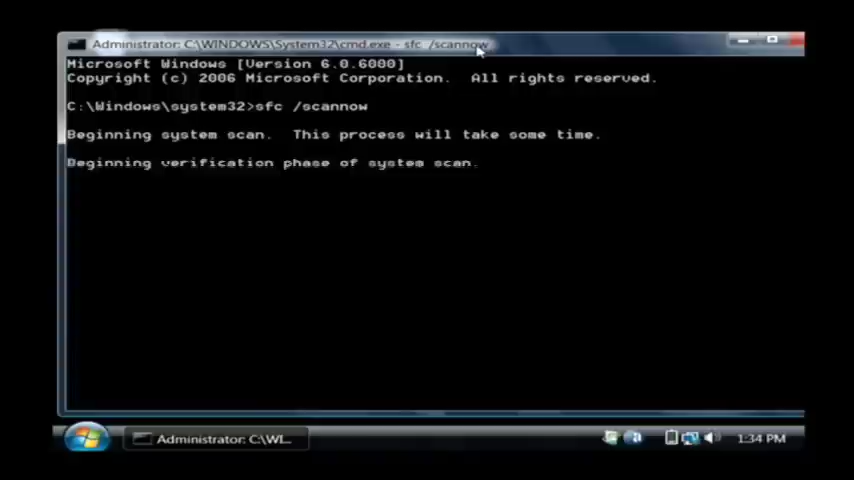 Administrator: C:\WINDOWS\System32\cmd.exe - sfc /scannow
Microsoft Windows [Version 6.0.6000]
Copyright (c) 2006 Microsoft Corporation. All rights reserved.
C:\Windows\system32>sfc /scannow
Beginning system scan. This process will take some time.
Beginning verification phase of system scan.
Administrator: C:\WI...
1:34 PM